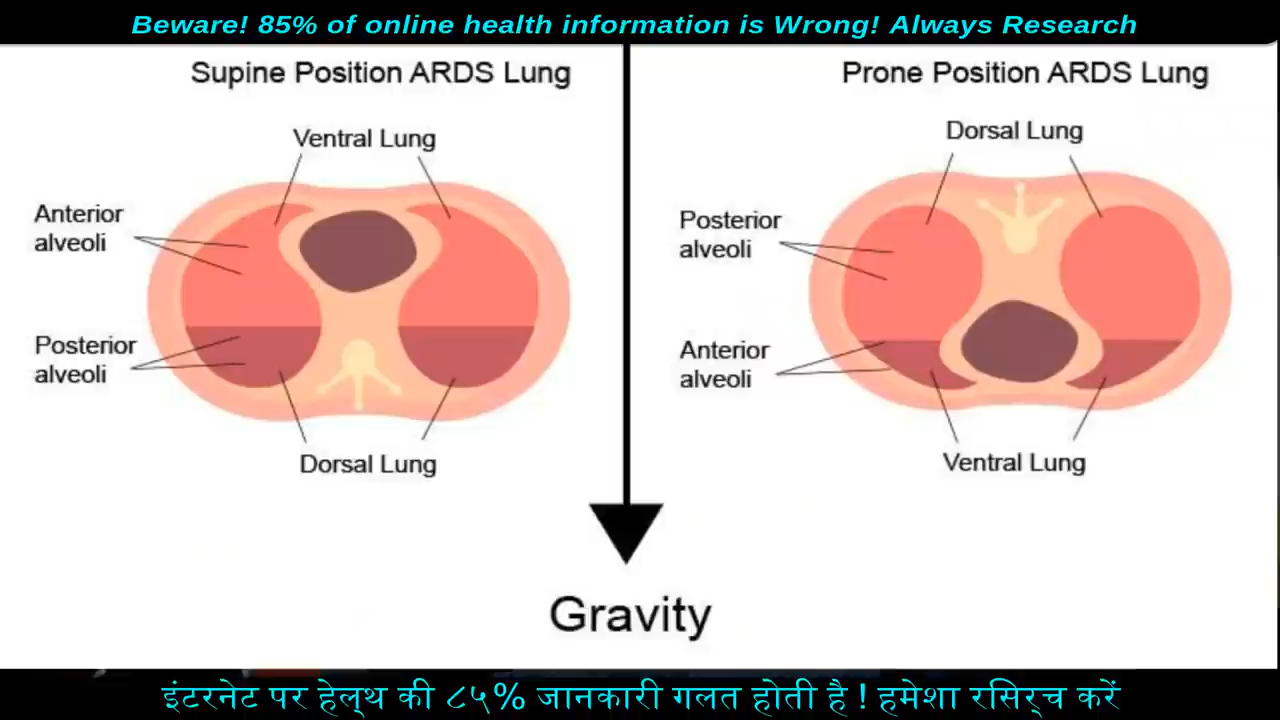 Beware! 85% of online health information is Wrong! Always Research
Supine Position ARDS Lung
Ventral Lung
Anterior
alveoli
Posterior
alveoli
Dorsal Lung
Prone Position ARDS Lung
Dorsal Lung
Posterior
alveoli
Anterior
alveoli
Ventral Lung
Gravity
इंटरनेट पर हेल्थ की ८५% जानकारी गलत होती है ! हमेशा रिसर्च करें